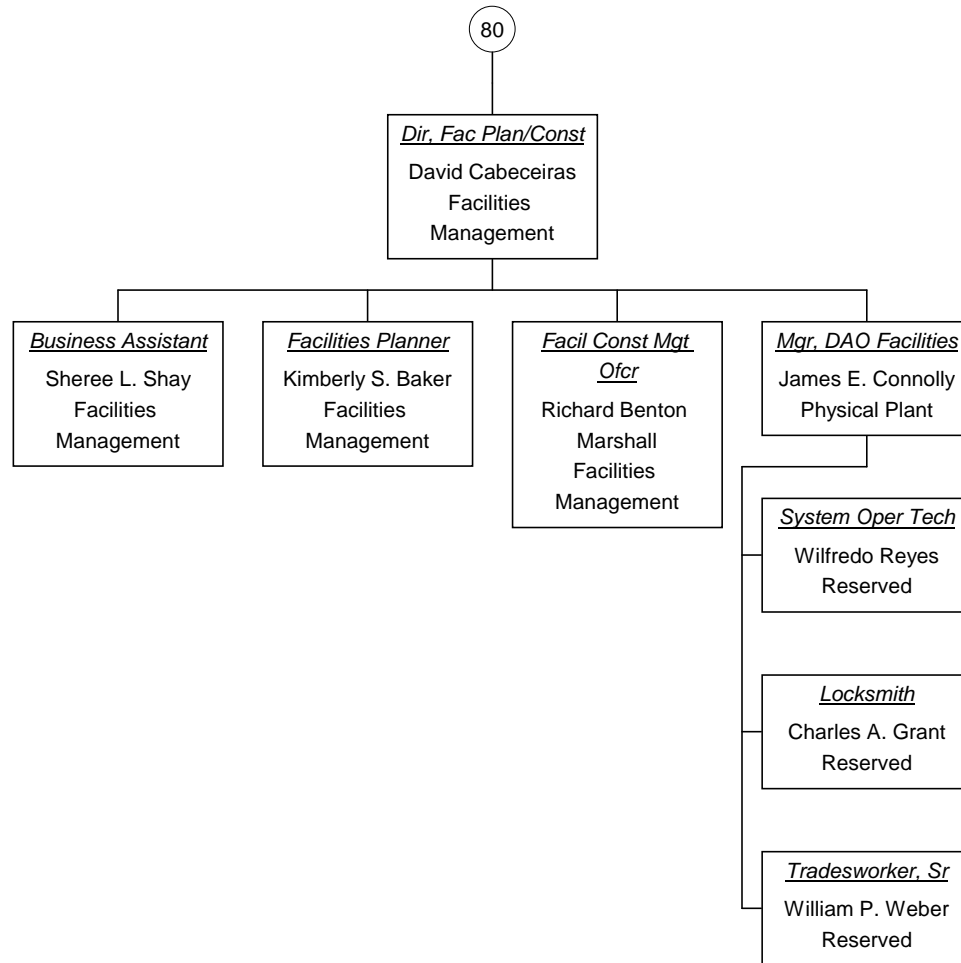 80
Dir, Fac Plan/Const
David Cabeceiras
Facilities
Management
Business Assistant
Sheree L. Shay
Facilities
Management
Facilities Planner
Kimberly S. Baker
Facilities
Management
Facil Const Mgt
Ofcr
Richard Benton
Marshall
Facilities
Management
Mgr, DAO Facilities
James E. Connolly
Physical Plant
System Oper Tech
Wilfredo Reyes
Reserved
Locksmith
Charles A. Grant
Reserved
Tradesworker, Sr
William P. Weber
Reserved